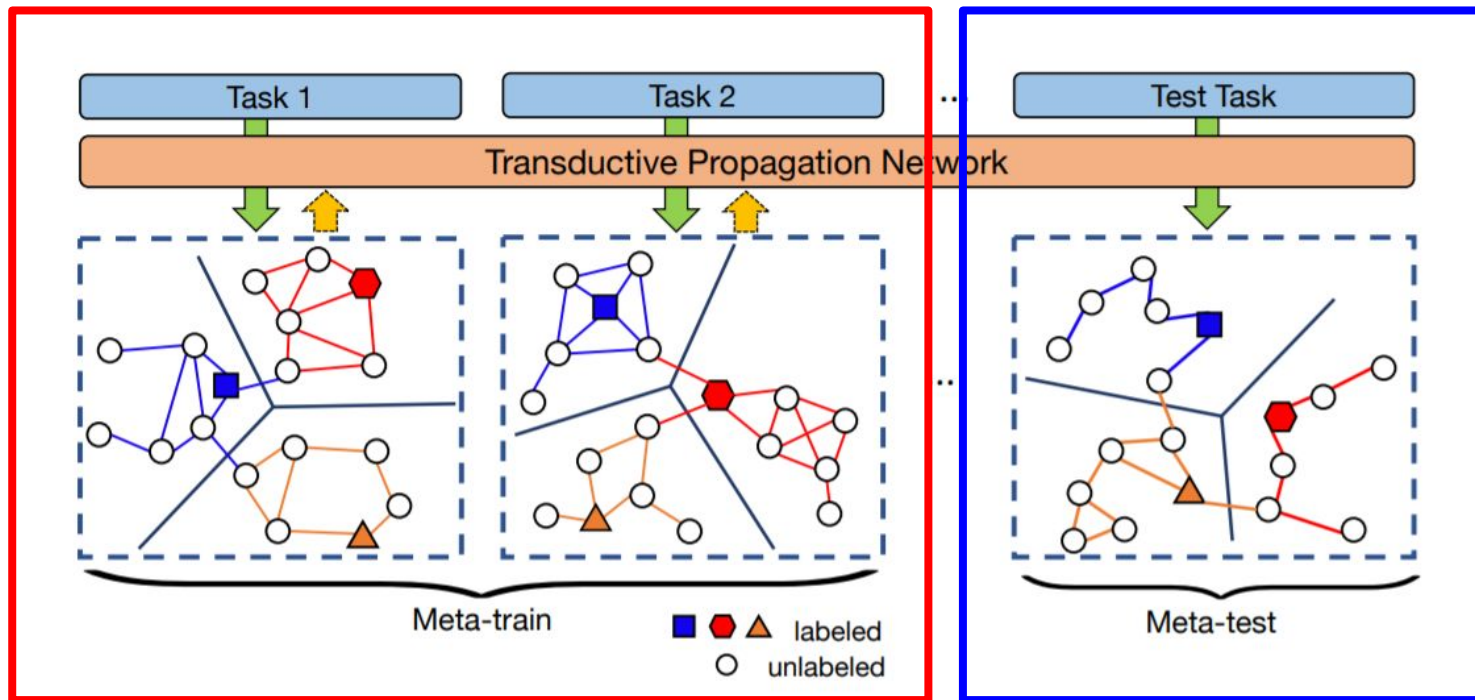 Task 1
Task 2
...
Test Task
Transductive Propagation Network
..
Meta-train
Meta-test
labeled
unlabeled